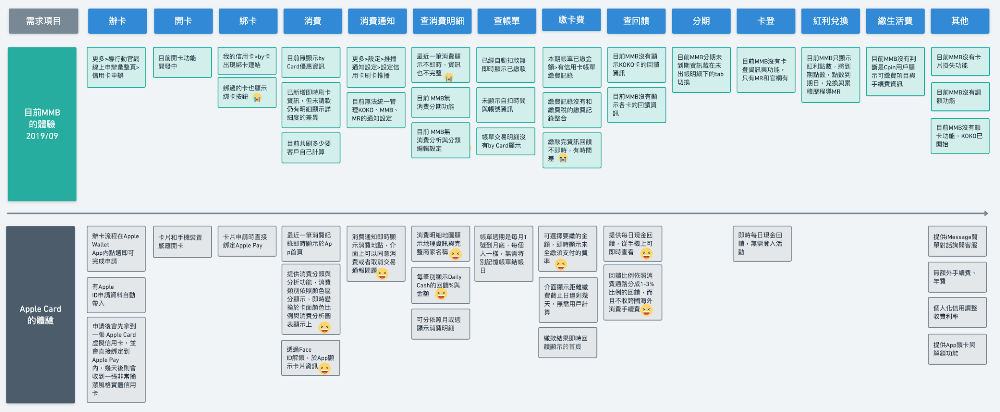 需求項目
辦卡
開卡
綁卡
消費
消費通知
查消費明細
查帳單
繳卡費
查回饋
分期
卡登
紅利兌換
繳生活費
其他
目前MMB
的體驗
2019/09
更多>導行動官網
線上申辦彙整頁>
信用卡申辦
目前開卡功能
開發中
我的信用卡>by卡
出現綁卡連結
綁過的卡也顯示
綁卡按鈕
目前無顯示by
Card優惠資訊
已新增即時刷卡
資訊，但未請款
仍有明細顯示詳
細度的差異
目前共刷多少要
客戶自己計算
更多>設定>推播
通知設定>設定信
用卡刷卡推播
目前無法統一管
理KOKO、MMB、
MR的通知設定
最近一筆消費顯
示不即時，資訊
也不完整
目前 MMB無
消費分期功能
目前 MMB無
消費分析與分類
編輯設定
已經自動扣款無
即時顯示已繳款
未顯示自扣時間
與帳號資訊
帳單交易明細沒
有by Card顯示
本期帳單已繳金
額>有信用卡帳單
繳費記錄
繳費記錄沒有和
繳費稅的繳費記
錄整合
繳款完資訊回饋
不即時，有時間
差
目前MMB沒有顯
示KOKO卡的回饋
資訊
目前MMB沒有顯
示各卡的回饋資
訊
目前MMB分期未
到期資訊藏在未
出帳明細下的tab
切換
目前MMB沒有卡
登資訊與功能，
只有MR和官網有
目前MMB只顯示
紅利點數，將到
期點數，點數到
期日，兌換與累
積歷程導MR
目前MMB沒有判
斷是Cpin用戶顯
示可繳費項目與
手續費資訊
目前MMB沒有卡
片掛失功能
目前MMB沒有調
額功能
目前MMB沒有鎖
卡功能，KOKO已
開始
Apple Card
的體驗
辦卡流程在Apple
Wallet
App內點選即可
完成申請
有Apple
ID申請資料自動
帶入
申請後會先拿到
一張 Apple Card
虛擬信用卡，並
會直接綁定到
Apple Pay
內，幾天後則會
收到一張非常簡
潔風格實體信用
卡
卡片和手機裝置
感應開卡
卡片申請時直接
綁定Apple Pay
最近一筆消費紀
錄即時顯示於Ap
p首頁
提供消費分類與
分析功能，消費
類別依照顏色區
分顯示，即時變
換於卡面顏色比
例與消費分析圖
表顯示上
透過Face
ID解鎖，於App顯
示卡片資訊
消費通知即時顯
示消費地點，介
面上可以同意消
費或者取消交易
通報問題
消費明細地圖顯
示地理資訊與完
整商家名稱
每筆別顯示Daily
Cash的回饋%與
金額
可分依照月或週
顯示消費明細
帳單週期是每月1
號到月底，每個
人一樣，無需特
別記憶帳單結帳
日
可選擇要繳的金
額，即時顯示未
全繳須支付的費
率
介面顯示距離繳
費截止日還剩幾
天，無需用戶計
算
繳款結果即時回
饋顯示於首頁
提供每日現金回
饋，從手機上可
即時查看
回饋比例依照消
費通路分成1-3%
比例的回饋，而
且不收跨國海外
消費手續費
即時每日現金回
饋，無需登入活
動
提供iMessage簡
單對話詢問客服
無額外手續費、
年費
個人化信用調整
收費利率
提供App鎖卡與
解鎖功能